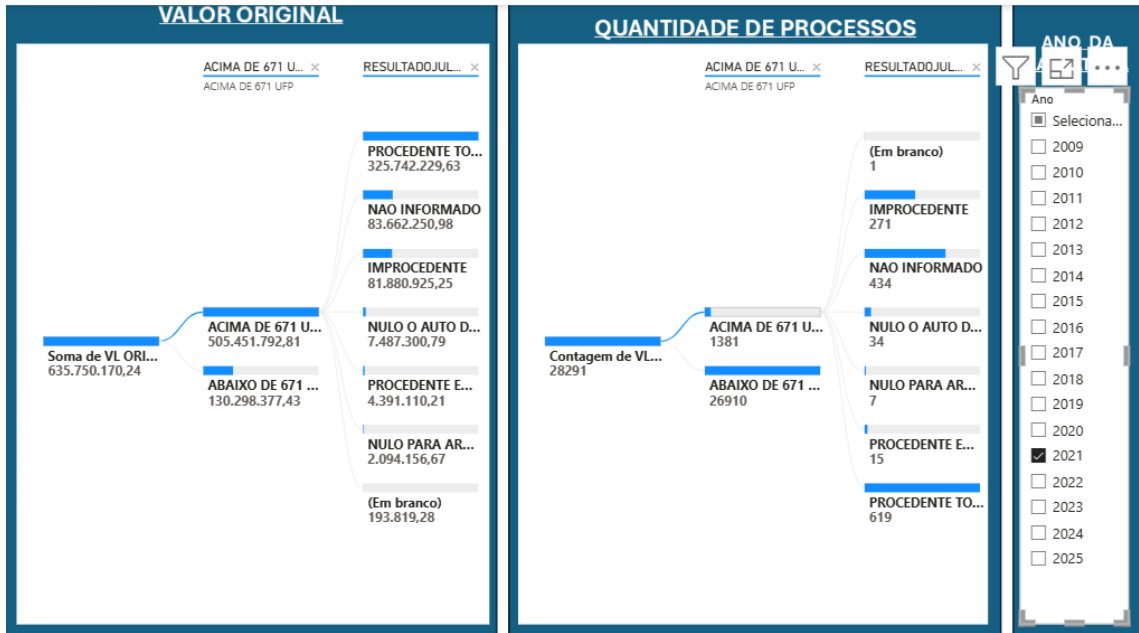 VALOR ORIGINAL
ACIMA DE 671 U...
RESULTADOJUL...
ACIMA DE 671 UFP
PROCEDENTE TO...
325.742.229,63
NAO INFORMADO
83.662.250,98
IMPROCEDENTE
81.880.925,25
NULO O AUTO D...
7.487.300,79
PROCEDENTE E...
4.391.110,21
NULO PARA AR...
2.094.156,67
(Em branco)
193.819,28
ACIMA DE 671 U...
505.451.792,81
ABAIXO DE 671 ...
130.298.377,43
Soma de VL ORI...
635.750.170,24
QUANTIDADE DE PROCESSOS
ACIMA DE 671 U...
RESULTADOJUL...
ACIMA DE 671 UFP
(Em branco)
1
IMPROCEDENTE
271
NAO INFORMADO
434
NULO O AUTO D...
34
NULO PARA AR...
7
PROCEDENTE E...
15
PROCEDENTE TO...
619
ACIMA DE 671 U...
1381
ABAIXO DE 671 ...
26910
Contagem de VL...
28291
ANO DA
Ano
Seleciona...
2009
2010
2011
2012
2013
2014
2015
2016
2017
2018
2019
2020
2021
2022
2023
2024
2025